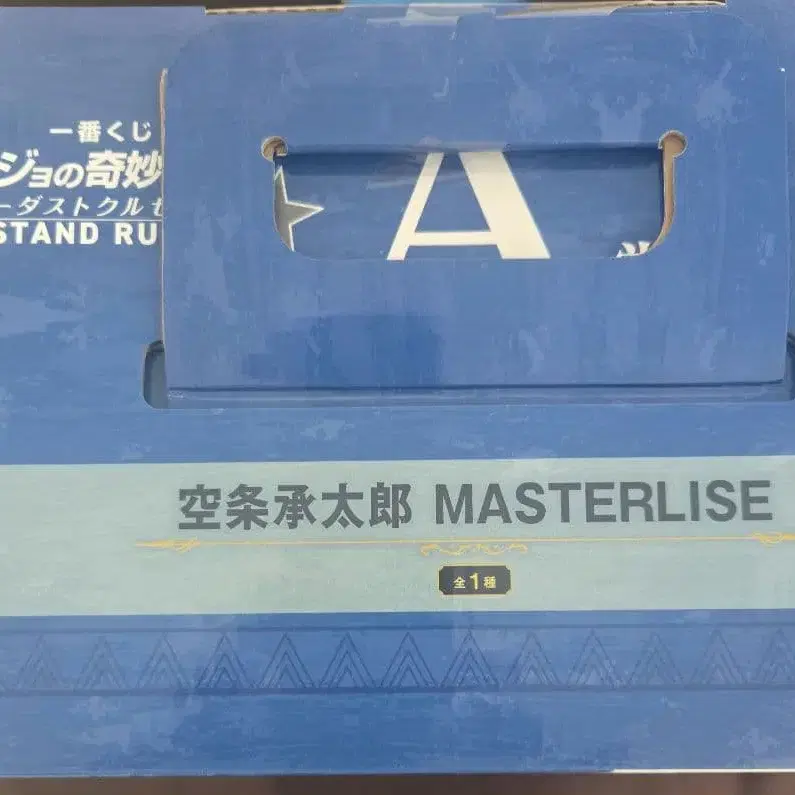 一番くじ
ジョの奇妙
ーダストクルセ
STAND RU
A
空条承太郎 MASTERLISE
全1種